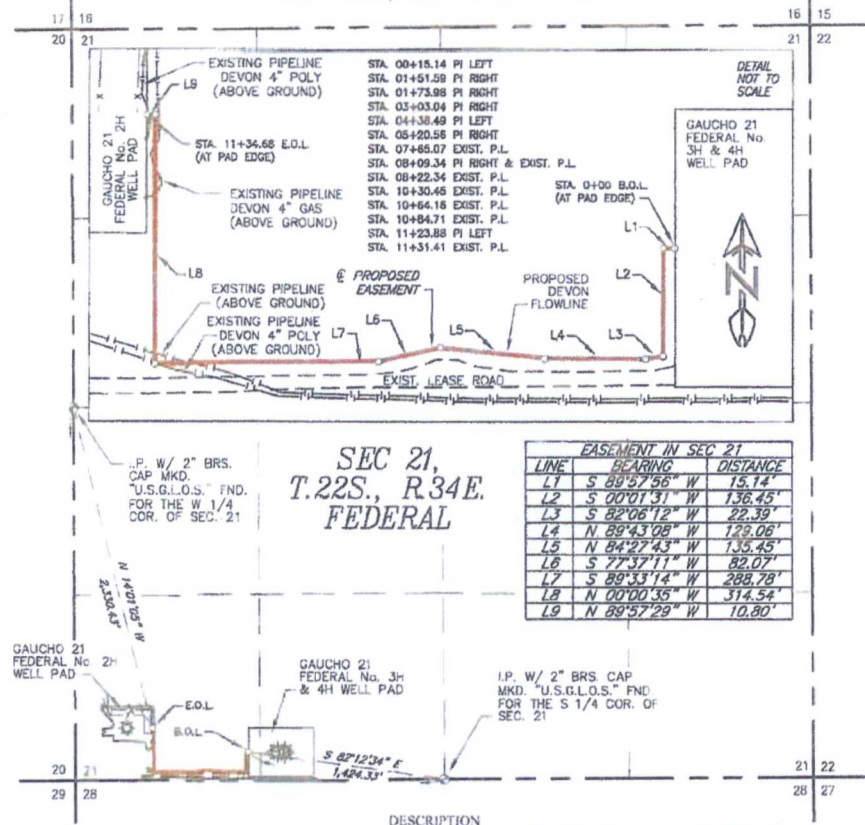 17 16
20 21
16 15
21 22
EXISTING PIPELINE
DEVON 4" POLY
(ABOVE GROUND)
L9
GAUCHO 21
FEDERAL No. 2H
WELL PAD
STA. 11+34.68 E.O.L.
(AT PAD EDGE)
EXISTING PIPELINE
DEVON 4" GAS
(ABOVE GROUND)
L8
STA. 00+15.14 PI LEFT
STA. 01+51.59 PI RIGHT
STA. 01+73.98 PI RIGHT
STA. 03+03.04 PI RIGHT
STA. 04+38.49 PI LEFT
STA. 05+20.56 PI RIGHT
STA. 07+65.07 EXIST. P.L.
STA. 08+09.34 PI RIGHT & EXIST. P.L.
STA. 08+22.34 EXIST. P.L.
STA. 10+30.45 EXIST. P.L.
STA. 10+64.16 EXIST. P.L.
STA. 10+84.71 EXIST. P.L.
STA. 11+23.88 PI LEFT
STA. 11+31.41 EXIST. P.L.
DETAIL
NOT TO
SCALE
GAUCHO 21
FEDERAL No.
3H & 4H
WELL PAD
STA. 0+00 B.O.L.
(AT PAD EDGE)
L1
L2
N
EXISTING PIPELINE
(ABOVE GROUND)
EXISTING PIPELINE
DEVON 4" POLY
(ABOVE GROUND)
℄ PROPOSED
EASEMENT
PROPOSED
DEVON
FLOWLINE
L7
L6
L5
L4
L3
EXIST. LEASE ROAD
I.P. W/ 2" BRS.
CAP MKD.
"U.S.G.L.O.S." FND.
FOR THE W 1/4
COR. OF SEC. 21
SEC 21,
T.22S., R.34E.
FEDERAL
EASEMENT IN SEC 21
LINE BEARING DISTANCE
L1 S 89°57'56" W 15.14'
L2 S 00°01'31" W 136.45'
L3 S 82°06'12" W 22.39'
L4 N 89°43'08" W 129.06'
L5 N 84°27'43" W 135.45'
L6 S 77°37'11" W 82.07'
L7 S 89°33'14" W 288.78'
L8 N 00°00'35" W 314.54'
L9 N 89°57'29" W 10.80'
N 14°01'05" W
2,330.43'
GAUCHO 21
FEDERAL No. 2H
WELL PAD
E.O.L.
B.O.L.
GAUCHO 21
FEDERAL No. 3H
& 4H WELL PAD
S 82°12'34" E
1,424.33'
I.P. W/ 2" BRS. CAP
MKD. "U.S.G.L.O.S." FND
FOR THE S 1/4 COR. OF
SEC. 21
20 21
29 28
21 22
28 27
DESCRIPTION